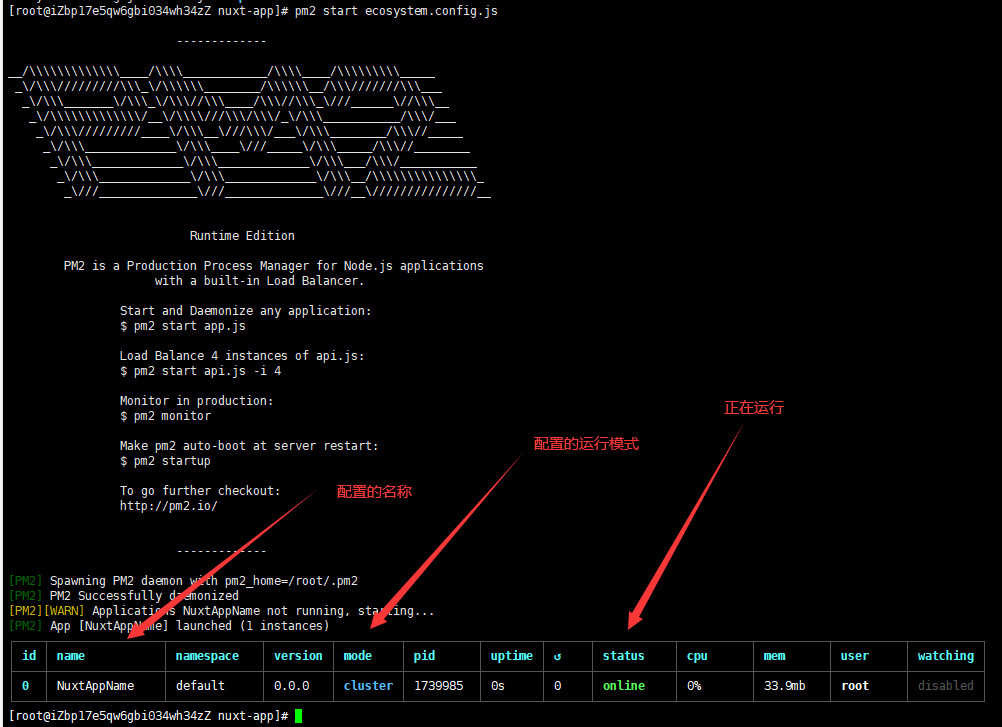 [root@iZbp17e5qw6gbi034wh34zZ nuxt-app]# pm2 start ecosystem.config.js
-------------
__/\\\\\\\\\\\\\____/\\\\____________/\\\\____/\\\\\\\\\_____
_\/\\\/////////\\\_\/\\\\\\________/\\\\\\__/\\\///////\\\___
_\/\\\_______\/\\\_\/\\\//\\\____/\\\//\\\_\///______\//\\\__
_\/\\\\\\\\\\\\\/__\/\\\\///\\\/\\\/_\/\\\___________/\\\/___
_\/\\\/////////____\/\\\__\///\\\/___\/\\\________/\\\//_____
_\/\\\_____________\/\\\____\///_____\/\\\_____/\\\//________
_\/\\\_____________\/\\\_____________\/\\\___/\\\/___________
_\/\\\_____________\/\\\_____________\/\\\__/\\\\\\\\\\\\\\\_
_\///______________\///______________\///__\///////////////__
Runtime Edition
PM2 is a Production Process Manager for Node.js applications
with a built-in Load Balancer.
Start and Daemonize any application:
$ pm2 start app.js
Load Balance 4 instances of api.js:
$ pm2 start api.js -i 4
Monitor in production:
$ pm2 monitor
正在运行
Make pm2 auto-boot at server restart:
配置的运行模式
$ pm2 startup
To go further checkout:
配置的名称
http://pm2.io/
-------------
[PM2] Spawning PM2 daemon with pm2_home=/root/.pm2
[PM2] PM2 Successfully daemonized
[PM2][WARN] Applications NuxtAppName not running, starting...
[PM2] App [NuxtAppName] launched (1 instances)
id name namespace version mode pid uptime ↺ status cpu mem user watching
0 NuxtAppName default 0.0.0 cluster 1739985 0s 0 online 0% 33.9mb root disabled
[root@iZbp17e5qw6gbi034wh34zZ nuxt-app]#